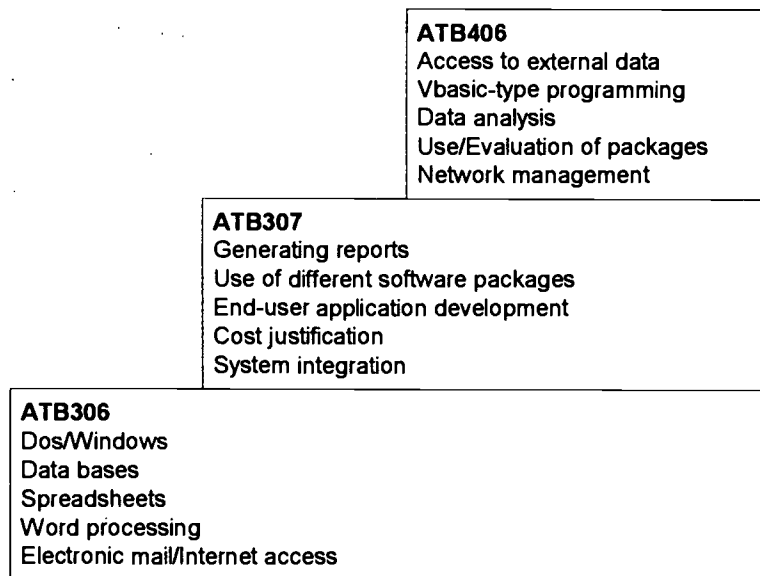 ATB406
Access to external data
Vbasic-type programming
Data analysis
Use/Evaluation of packages
Network management
ATB307
Generating reports
Use of different software packages
End-user application development
Cost justification
System integration
ATB306
Dos/Windows
Data bases
Spreadsheets
Word processing
Electronic mail/Internet access